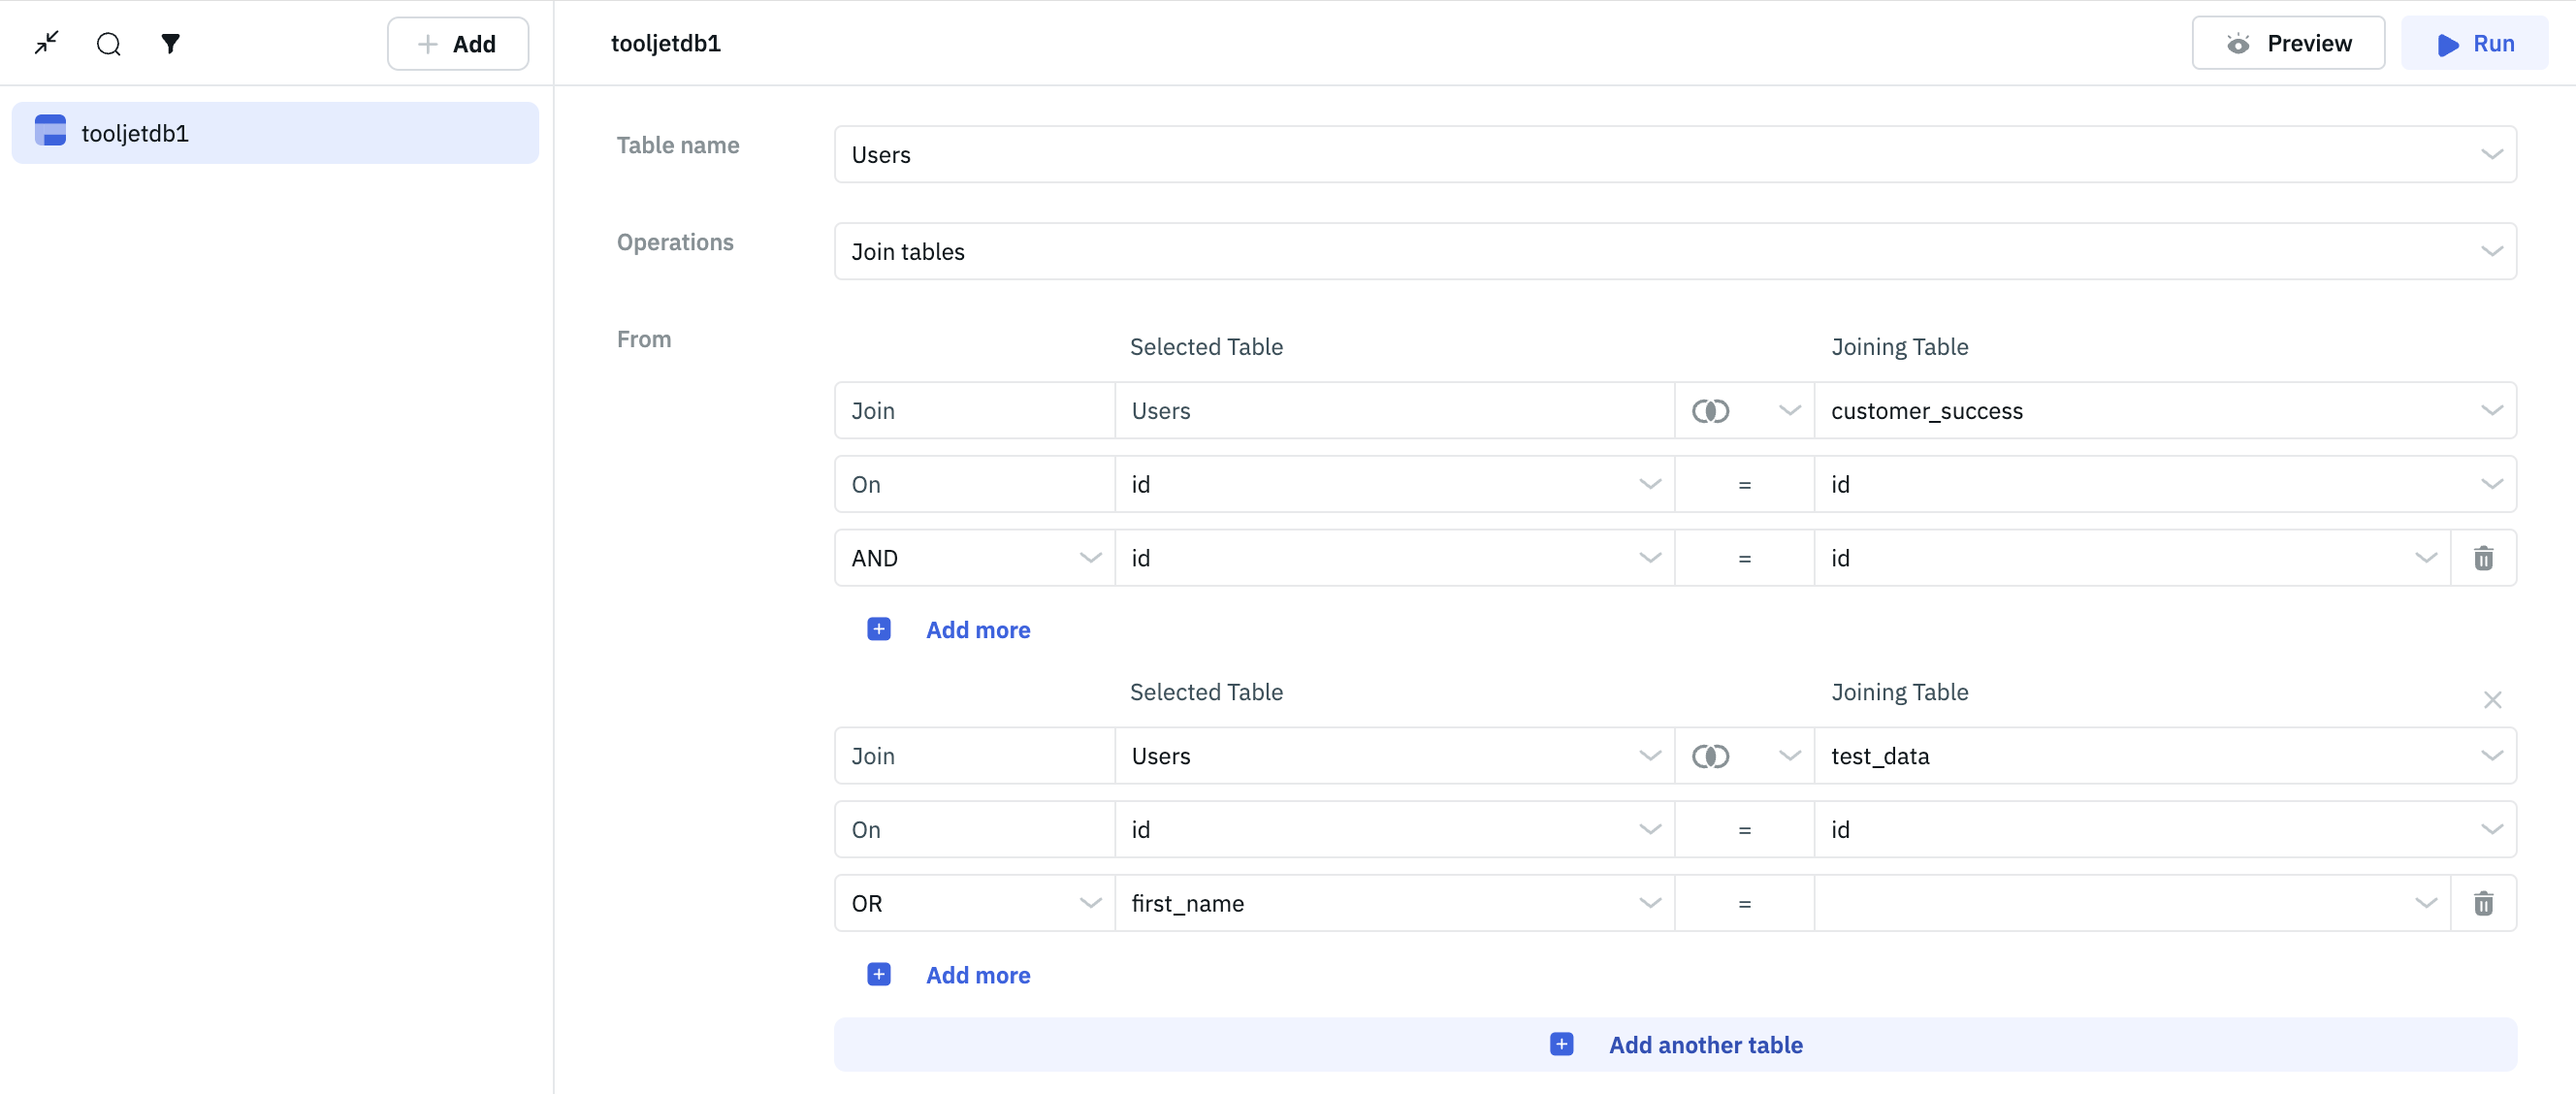 Add
tooljetdb1
Preview
Run
tooljetdb1
Table name
Users
Operations
Join tables
From
Selected Table
Joining Table
Join Users customer_success
On id = id
AND id = id
Add more
Selected Table
Joining Table
Join Users test_data
On id = id
OR first_name =
Add more
Add another table